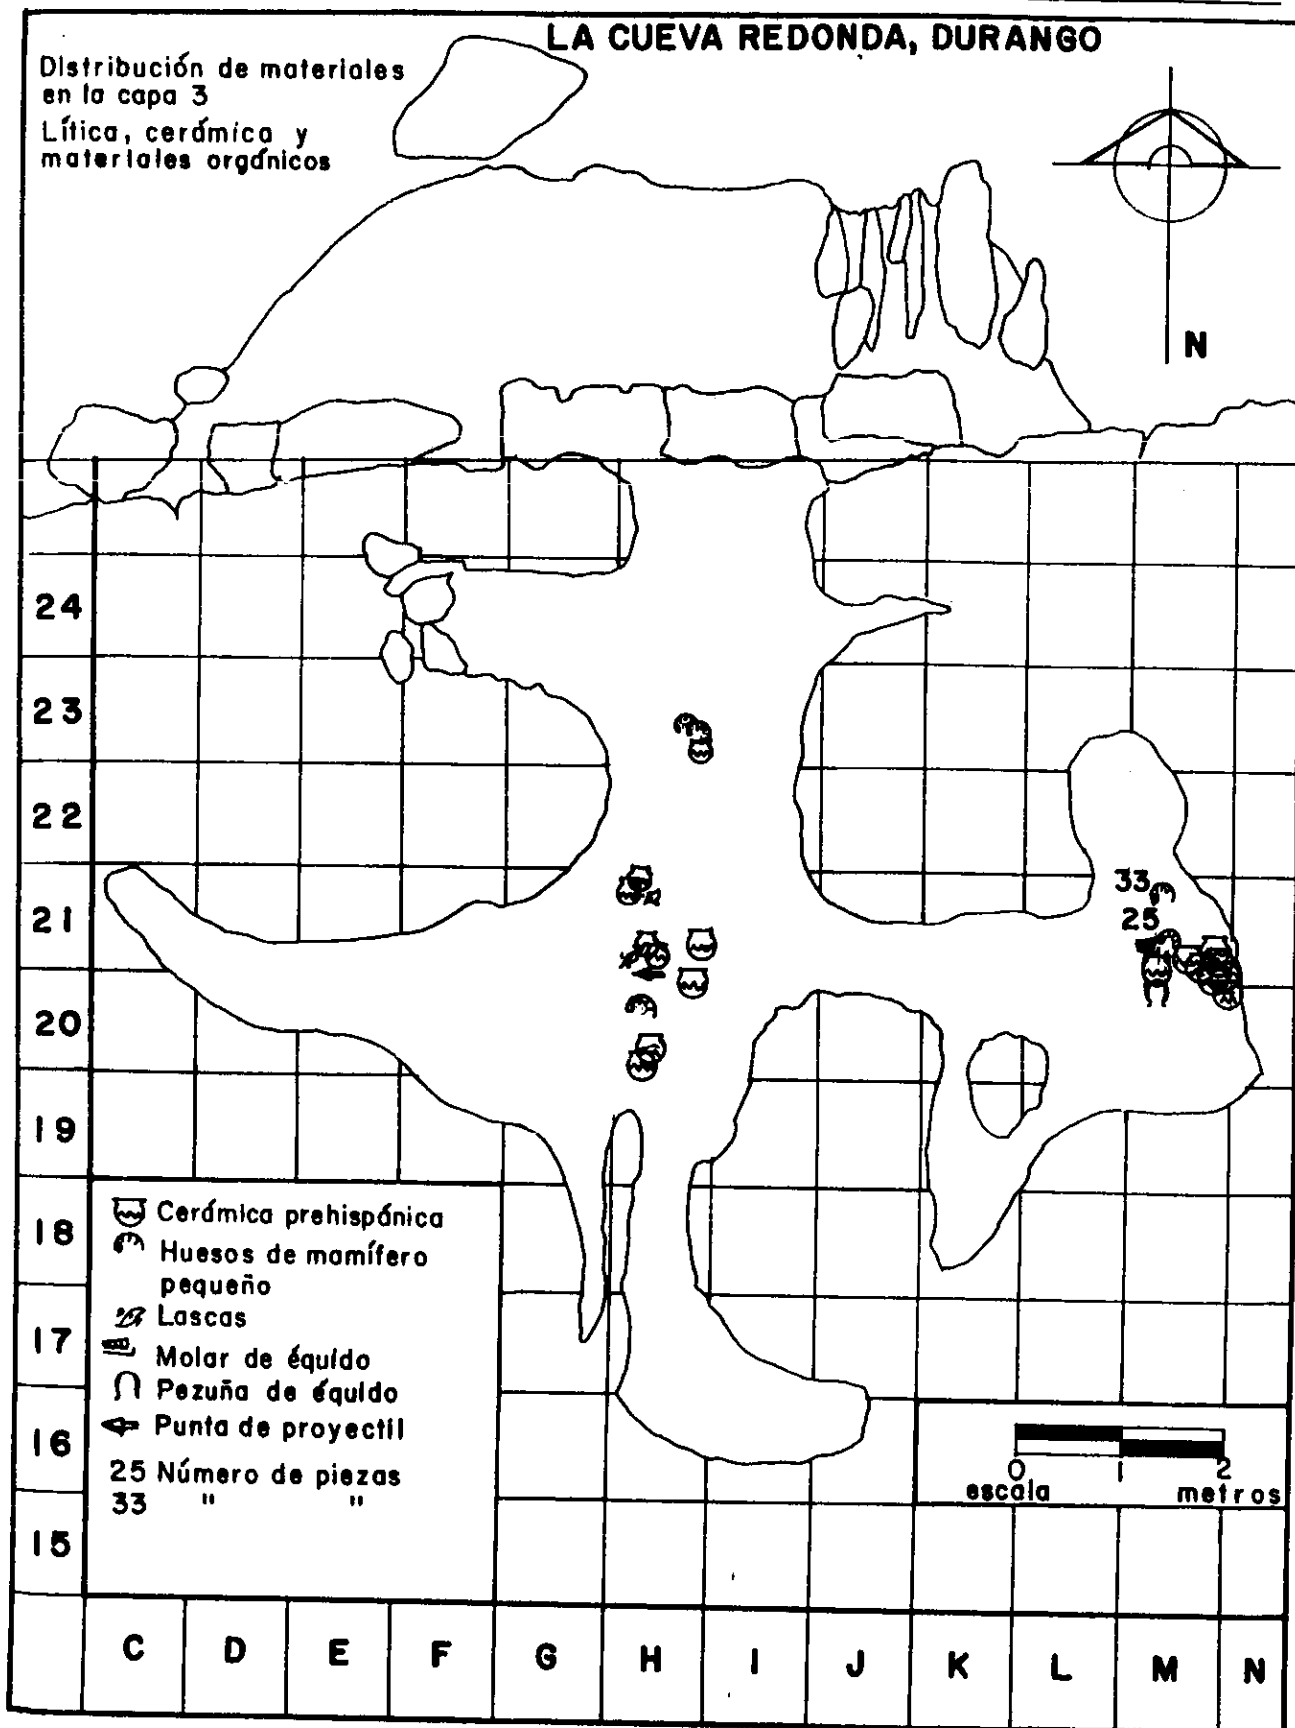 LA CUEVA REDONDA, DURANGO
Distribución de materiales
en la capa 3
Lítica, cerámica y
materiales orgánicos
N
24
23
22
33
21
25
20
19
18
17
16
15
Cerámica prehispánica
Huesos de mamífero
pequeño
Lascas
Molar de équido
Pezuña de équido
Punta de proyectil
25 Número de piezas
33 " "
0 1 2
escala metros
C D E F G H I J K L M N